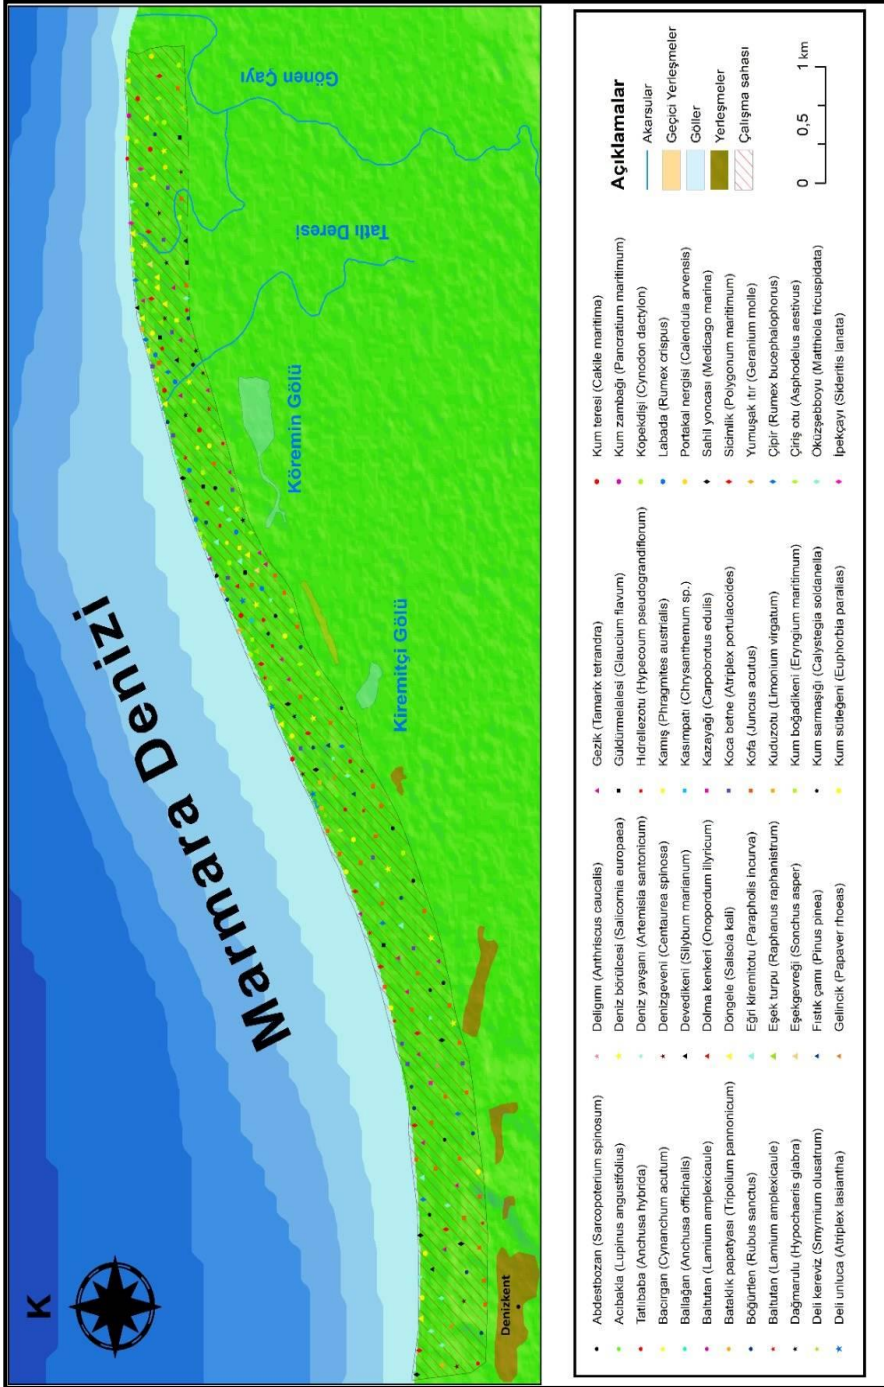 K
Marmara Denizi
Gönen Çayı
Tatlı Deresi
Köremin Gölü
Kiremitçi Gölü
Denizkent
Abdestbozan (Sarcopoterium spinosum)
Acıbakla (Lupinus angustifolius)
Tatlıbaba (Anchusa hybrida)
Bacırgan (Cynanchum acutum)
Ballağan (Anchusa officinalis)
Baltutan (Lamium amplexicaule)
Bataklık papatyası (Tripolium pannonicum)
Böğürtlen (Rubus sanctus)
Baltutan (Lamium amplexicaule)
Dağmarulu (Hypochaeris glabra)
Deli kereviz (Smyrnium olusatrum)
Deli unluca (Atriplex lasiantha)
Deligımı (Anthriscus caucalis)
Deniz börülcesi (Salicornia europaea)
Deniz yavşanı (Artemisia santonicum)
Denizgeveni (Centaurea spinosa)
Devedikeni (Silybum marianum)
Dolma kenkeri (Onopordum illyricum)
Döngele (Salsola kali)
Eğri kiremitotu (Parapholis incurva)
Eşek turpu (Raphanus raphanistrum)
Eşekgevreği (Sonchus asper)
Fıstık çamı (Pinus pinea)
Gelincik (Papaver rhoeas)
Gezik (Tamarix tetrandra)
Güldürmelalesi (Glaucium flavum)
Hidrellezotu (Hypecoum pseudograndiflorum)
Kamış (Phragmites australis)
Kasımpatı (Chrysanthemum sp.)
Kazayağı (Carpobrotus edulis)
Koca betne (Atriplex portulacoides)
Kofa (Juncus acutus)
Kuduzotu (Limonium virgatum)
Kum boğadikeni (Eryngium maritimum)
Kum sarmaşığı (Calystegia soldanella)
Kum sütleğeni (Euphorbia paralias)
Kum teresi (Cakile maritima)
Kum zambağı (Pancratium maritimum)
Kopekdişi (Cynodon dactylon)
Labada (Rumex crispus)
Portakal nergisi (Calendula arvensis)
Sahil yoncası (Medicago marina)
Sicimlik (Polygonum maritimum)
Yumuşak ıtır (Geranium molle)
Çipir (Rumex bucephalophorus)
Çiriş otu (Asphodelus aestivus)
Öküzşebboyu (Matthiola tricuspidata)
İpekçayı (Sideritis lanata)
Açıklamalar
Akarsular
Geçici Yerleşmeler
Göller
Yerleşmeler
Çalışma sahası
0 0,5 1 km